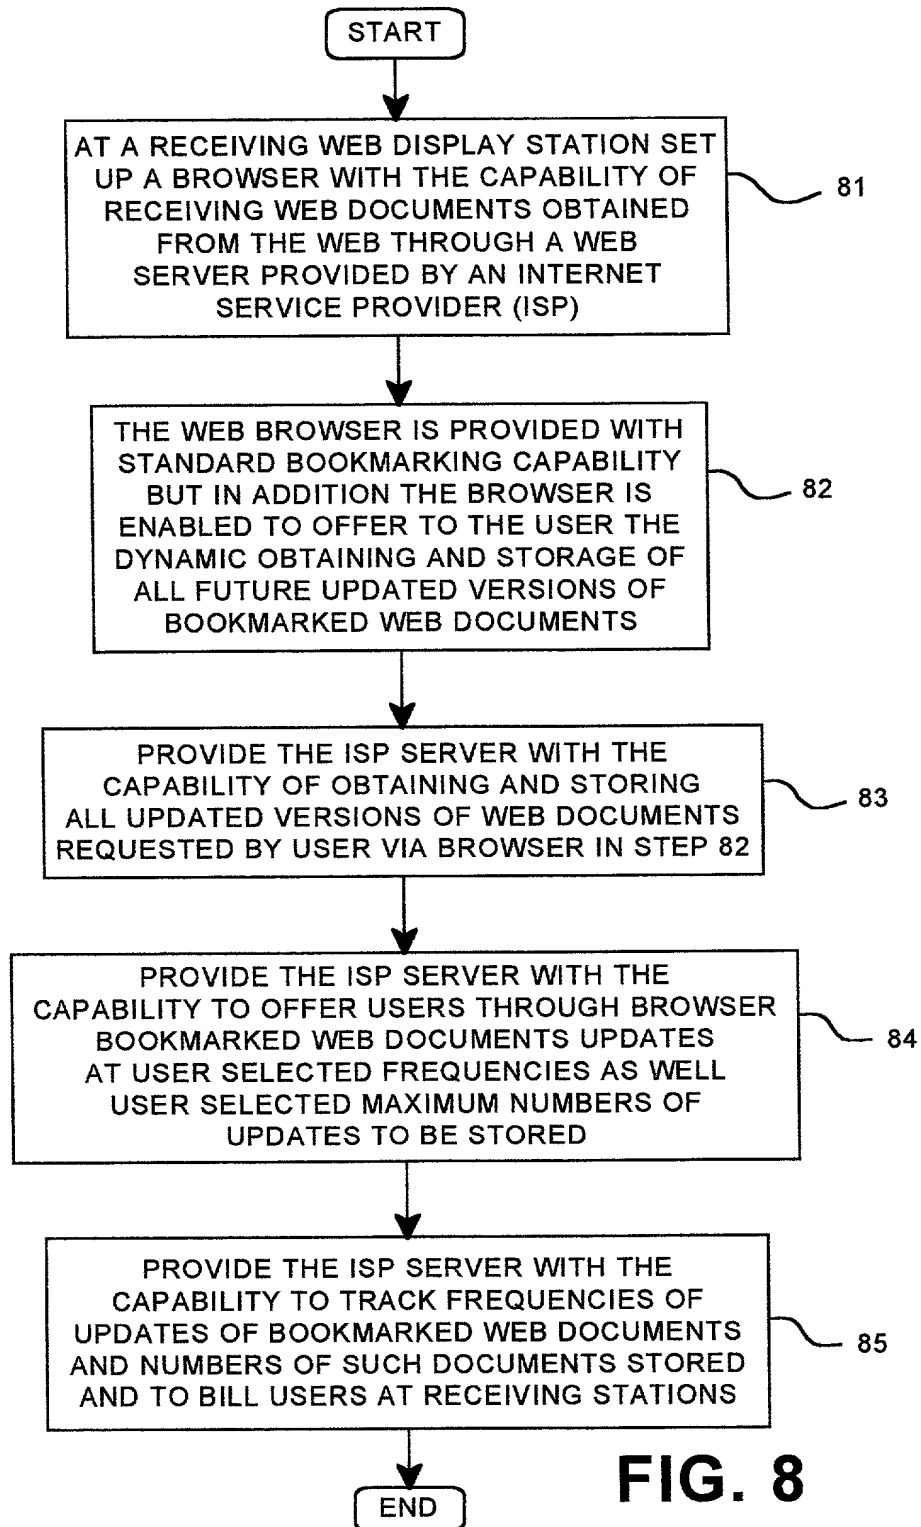 START
AT A RECEIVING WEB DISPLAY STATION SET
UP A BROWSER WITH THE CAPABILITY OF
RECEIVING WEB DOCUMENTS OBTAINED
FROM THE WEB THROUGH A WEB
SERVER PROVIDED BY AN INTERNET
SERVICE PROVIDER (ISP)
81
THE WEB BROWSER IS PROVIDED WITH
STANDARD BOOKMARKING CAPABILITY
BUT IN ADDITION THE BROWSER IS
ENABLED TO OFFER TO THE USER THE
DYNAMIC OBTAINING AND STORAGE OF
ALL FUTURE UPDATED VERSIONS OF
BOOKMARKED WEB DOCUMENTS
82
PROVIDE THE ISP SERVER WITH THE
CAPABILITY OF OBTAINING AND STORING
ALL UPDATED VERSIONS OF WEB DOCUMENTS
REQUESTED BY USER VIA BROWSER IN STEP 82
83
PROVIDE THE ISP SERVER WITH THE
CAPABILITY TO OFFER USERS THROUGH BROWSER
BOOKMARKED WEB DOCUMENTS UPDATES
AT USER SELECTED FREQUENCIES AS WELL
USER SELECTED MAXIMUM NUMBERS OF
UPDATES TO BE STORED
84
PROVIDE THE ISP SERVER WITH THE
CAPABILITY TO TRACK FREQUENCIES OF
UPDATES OF BOOKMARKED WEB DOCUMENTS
AND NUMBERS OF SUCH DOCUMENTS STORED
AND TO BILL USERS AT RECEIVING STATIONS
85
END
FIG. 8